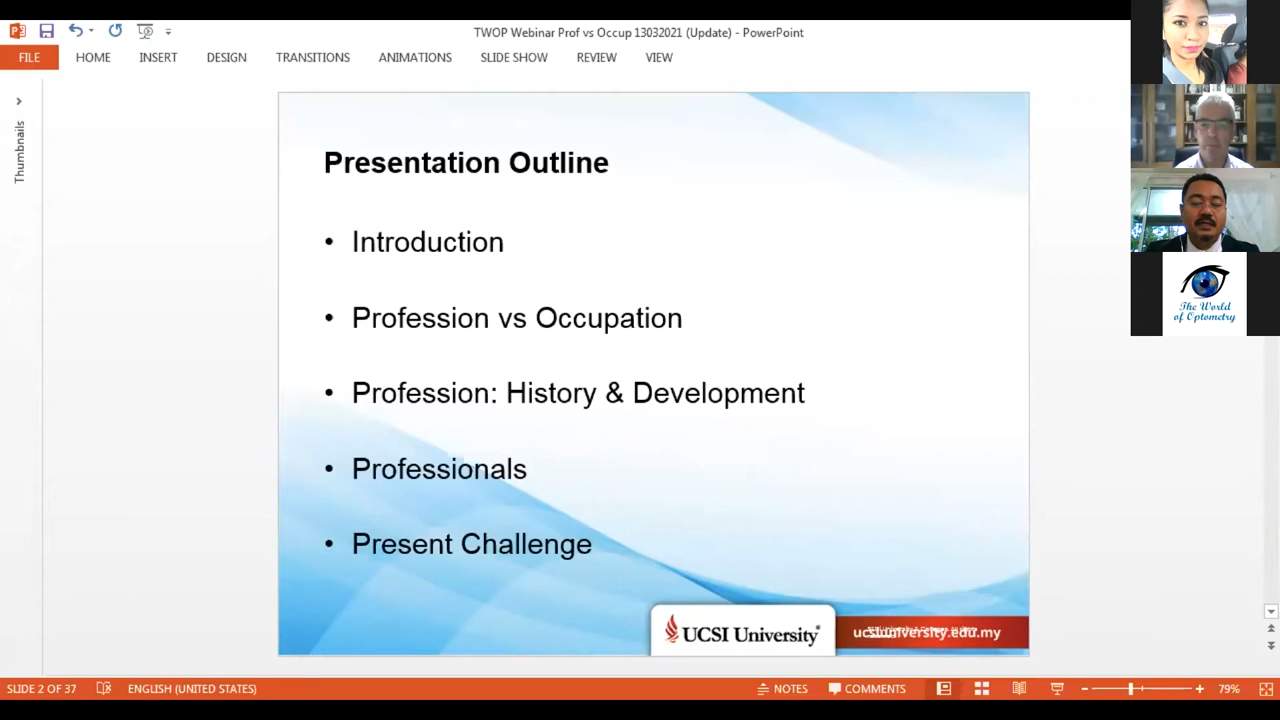 TWOP Webinar Prof vs Occup 13032021 (Update) - PowerPoint
FILE HOME INSERT DESIGN TRANSITIONS ANIMATIONS SLIDE SHOW REVIEW VIEW
Thumbnails
Presentation Outline
• Introduction
• Profession vs Occupation
• Profession: History & Development
• Professionals
• Present Challenge
UCSI University
ucsiuniversity.edu.my
The World
of Optometry
SLIDE 2 OF 37 ENGLISH (UNITED STATES) NOTES COMMENTS 79%